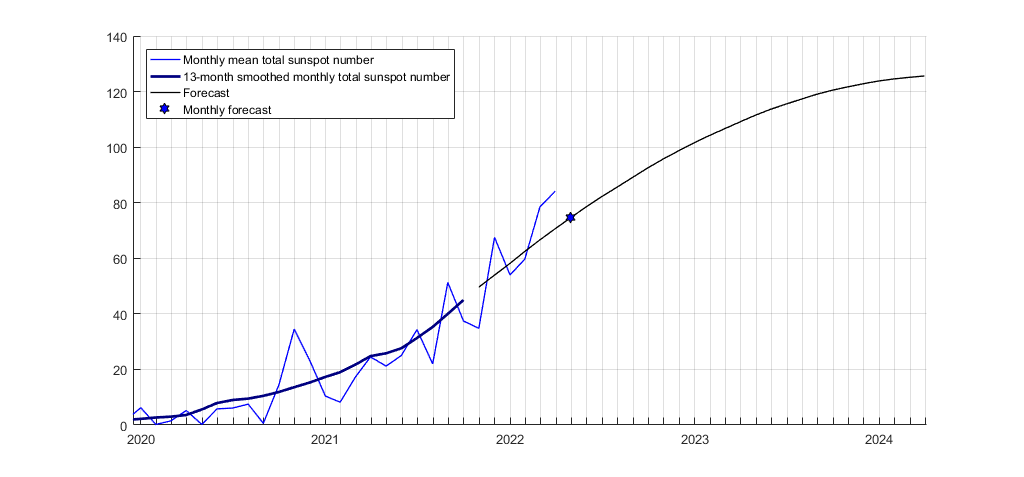 140
120
100
80
60
40
20
0
Monthly mean total sunspot number
13-month smoothed monthly total sunspot number
Forecast
Monthly forecast
2020 2021 2022 2023 2024